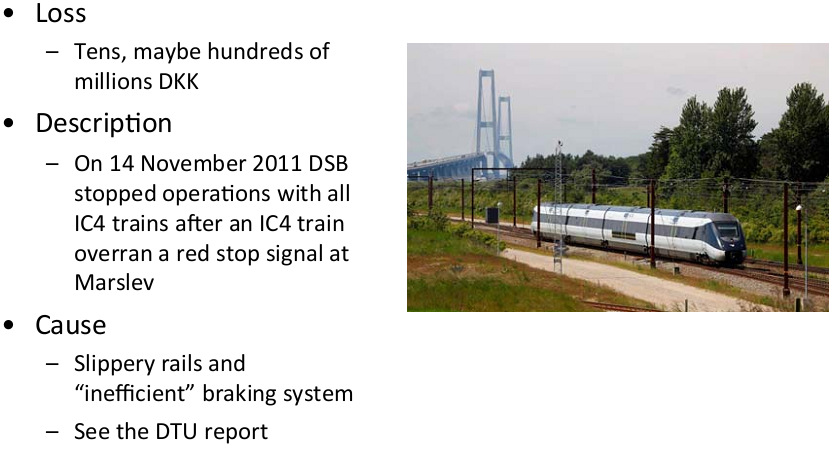 • Loss
– Tens, maybe hundreds of
millions DKK
• Description
– On 14 November 2011 DSB
stopped operations with all
IC4 trains after an IC4 train
overran a red stop signal at
Marslev
• Cause
– Slippery rails and
“inefficient” braking system
– See the DTU report